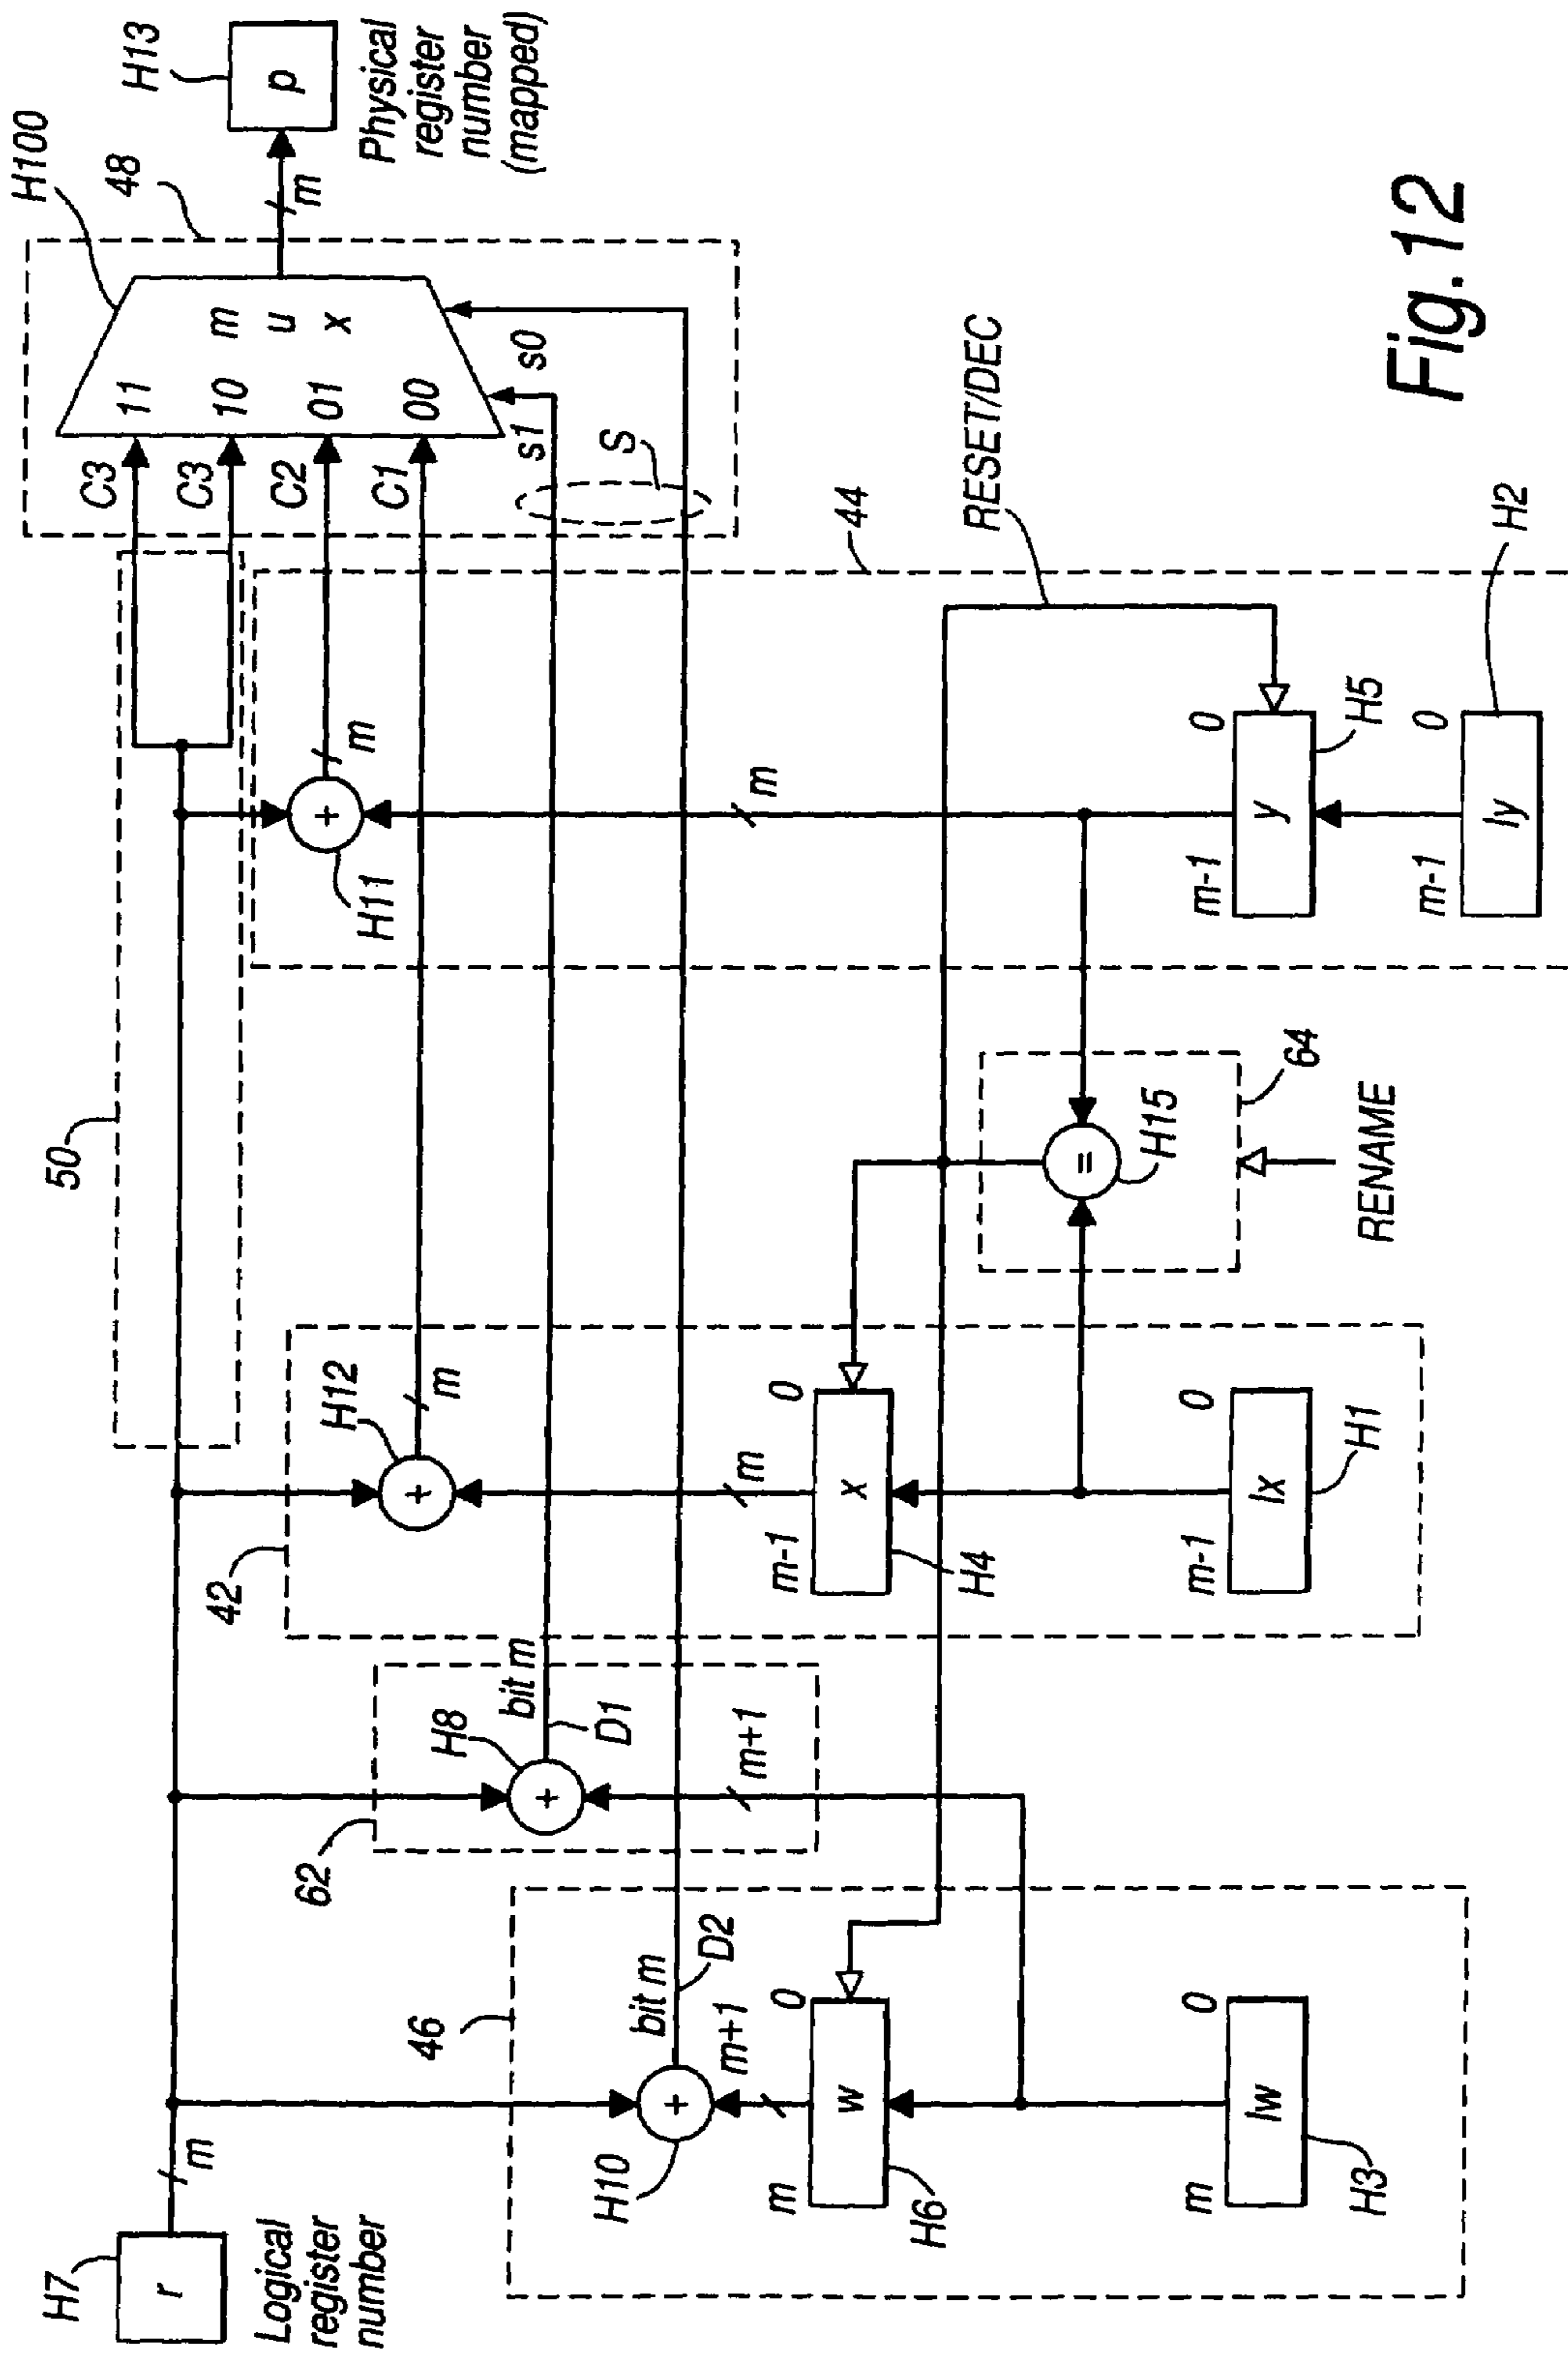 H7
r
Logical
register
number
m
50
H100
48
H13
p
Physical
register
number
(mapped)
m
11
10
01
00
m
u
x
C3
C3
C2
C1
s1
s0
S
46
H10
bit m
D2
m+1
m
w
0
H6
m
Iw
0
H3
62
H8
bit m
D1
m+1
42
H12
m
m
m-1
x
0
H4
m-1
Ix
0
H1
=
H15
64
RENAME
H11
m
m
44
RESET/DEC
m-1
y
0
H5
m-1
Iy
0
H2
+
+
+
+
Fig.12